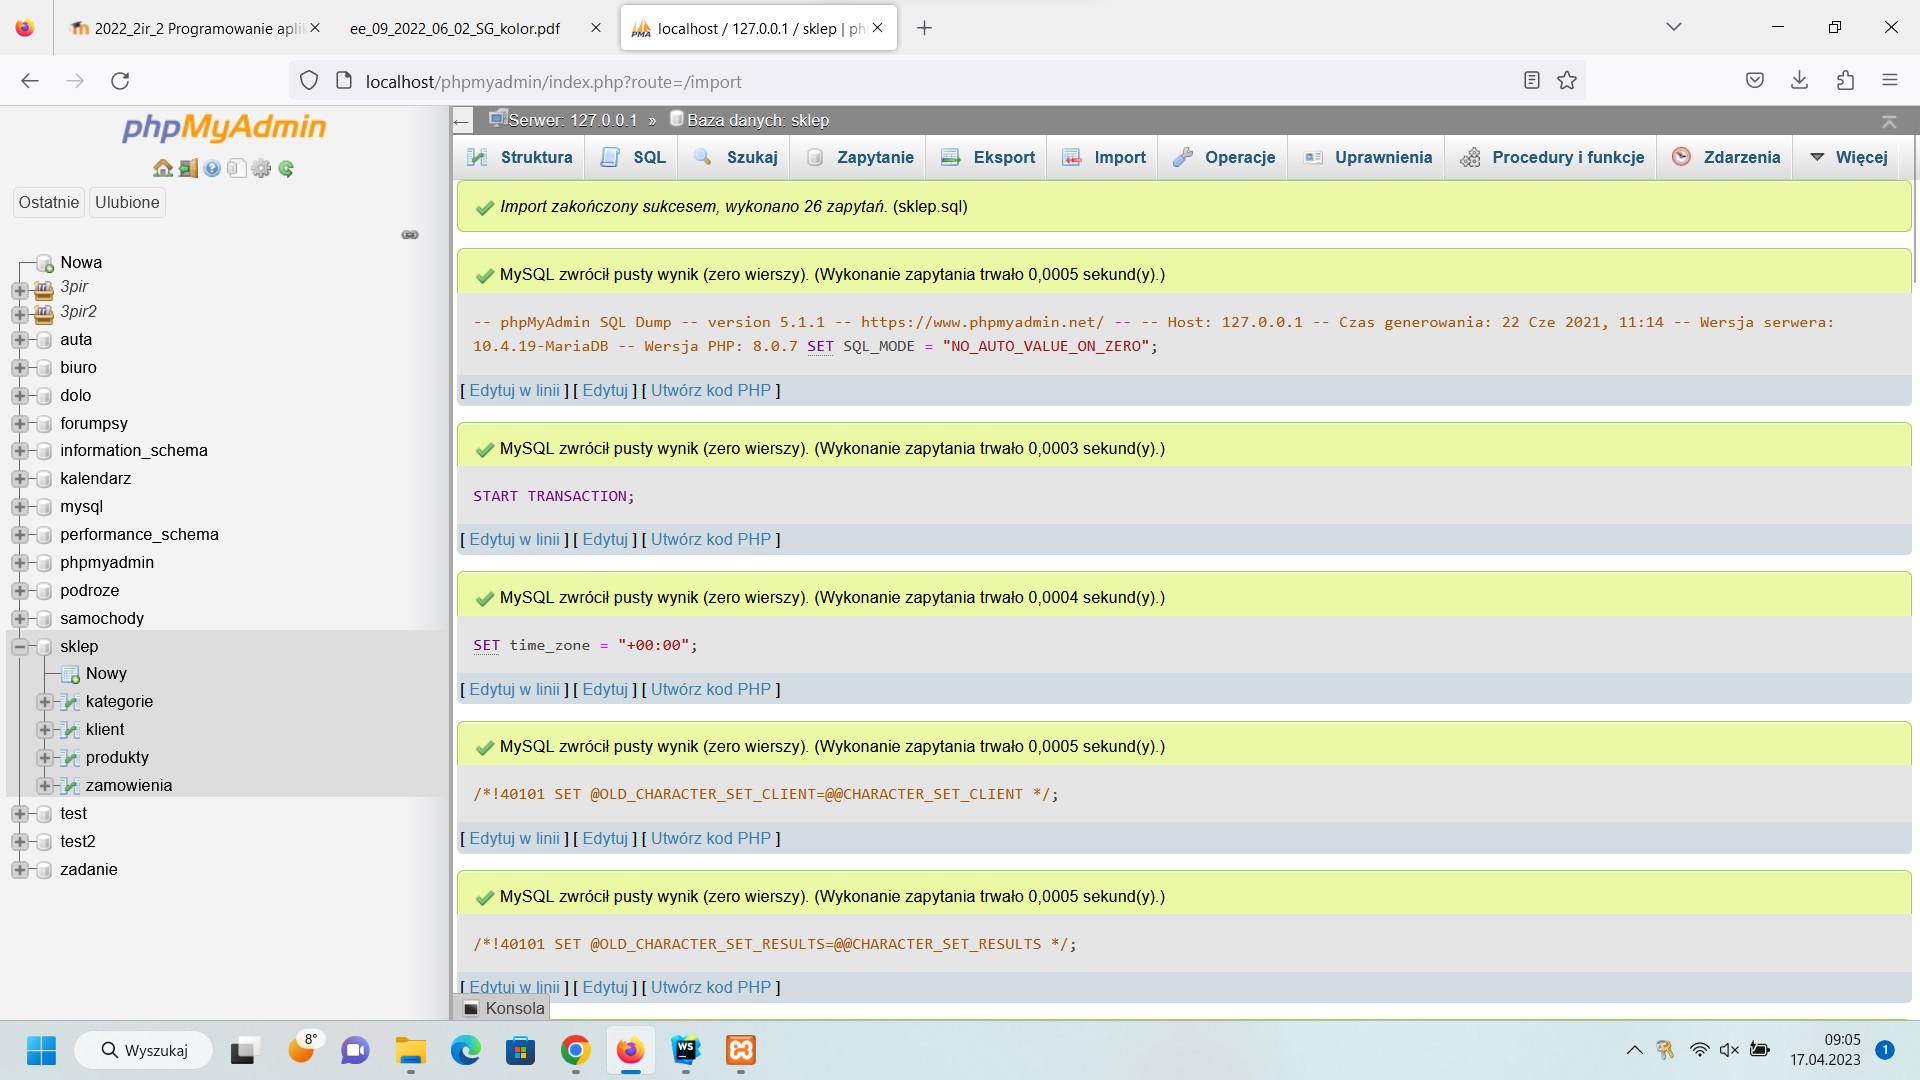 2022_2ir_2 Programowanie aplik
ee_09_2022_06_02_SG_kolor.pdf
localhost / 127.0.0.1 / sklep | ph
localhost/phpmyadmin/index.php?route=/import
phpMyAdmin
Ostatnie
Ulubione
Nowa
3pir
3pir2
auta
biuro
dolo
forumpsy
information_schema
kalendarz
mysql
performance_schema
phpmyadmin
podroze
samochody
sklep
Nowy
kategorie
klient
produkty
zamowienia
test
test2
zadanie
Serwer: 127.0.0.1 » Baza danych: sklep
Struktura
SQL
Szukaj
Zapytanie
Eksport
Import
Operacje
Uprawnienia
Procedury i funkcje
Zdarzenia
Więcej
Import zakończony sukcesem, wykonano 26 zapytań. (sklep.sql)
MySQL zwrócił pusty wynik (zero wierszy). (Wykonanie zapytania trwało 0,0005 sekund(y).)
-- phpMyAdmin SQL Dump -- version 5.1.1 -- https://www.phpmyadmin.net/ -- -- Host: 127.0.0.1 -- Czas generowania: 22 Cze 2021, 11:14 -- Wersja serwera:
10.4.19-MariaDB -- Wersja PHP: 8.0.7 SET SQL_MODE = "NO_AUTO_VALUE_ON_ZERO";
[ Edytuj w linii ] [ Edytuj ] [ Utwórz kod PHP ]
MySQL zwrócił pusty wynik (zero wierszy). (Wykonanie zapytania trwało 0,0003 sekund(y).)
START TRANSACTION;
[ Edytuj w linii ] [ Edytuj ] [ Utwórz kod PHP ]
MySQL zwrócił pusty wynik (zero wierszy). (Wykonanie zapytania trwało 0,0004 sekund(y).)
SET time_zone = "+00:00";
[ Edytuj w linii ] [ Edytuj ] [ Utwórz kod PHP ]
MySQL zwrócił pusty wynik (zero wierszy). (Wykonanie zapytania trwało 0,0005 sekund(y).)
/*!40101 SET @OLD_CHARACTER_SET_CLIENT=@@CHARACTER_SET_CLIENT */;
[ Edytuj w linii ] [ Edytuj ] [ Utwórz kod PHP ]
MySQL zwrócił pusty wynik (zero wierszy). (Wykonanie zapytania trwało 0,0005 sekund(y).)
/*!40101 SET @OLD_CHARACTER_SET_RESULTS=@@CHARACTER_SET_RESULTS */;
[ Edytuj w linii ] [ Edytuj ] [ Utwórz kod PHP ]
Konsola
Wyszukaj
8°
WS
09:05
17.04.2023
1